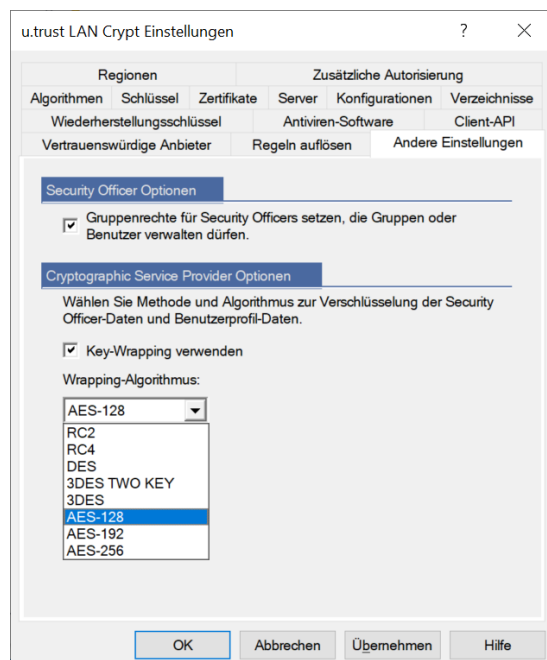 u.trust LAN Crypt Einstellungen
?
Regionen
Zusätzliche Autorisierung
Algorithmen
Schlüssel
Zertifikate
Server
Konfigurationen
Verzeichnisse
Wiederherstellungsschlüssel
Antiviren-Software
Client-API
Vertrauenswürdige Anbieter
Regeln auflösen
Andere Einstellungen
Security Officer Optionen
Gruppenrechte für Security Officers setzen, die Gruppen oder
Benutzer verwalten dürfen.
Cryptographic Service Provider Optionen
Wählen Sie Methode und Algorithmus zur Verschlüsselung der Security
Officer-Daten und Benutzerprofil-Daten.
Key-Wrapping verwenden
Wrapping-Algorithmus:
AES-128
RC2
RC4
DES
3DES TWO KEY
3DES
AES-128
AES-192
AES-256
OK
Abbrechen
Übernehmen
Hilfe